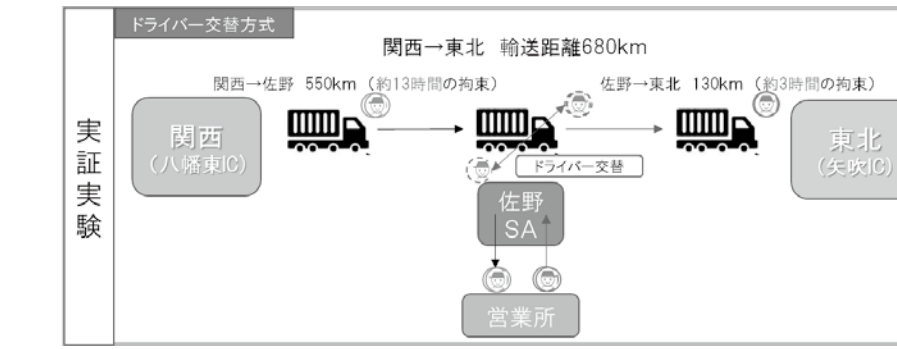 ドライバー交替方式
関西→東北 輸送距離680km
関西→佐野 550km（約13時間の拘束）
佐野→東北 130km（約3時間の拘束）
実証実験
関西
（八幡東IC）
ドライバー交替
東北
（矢吹IC）
佐野
SA
営業所